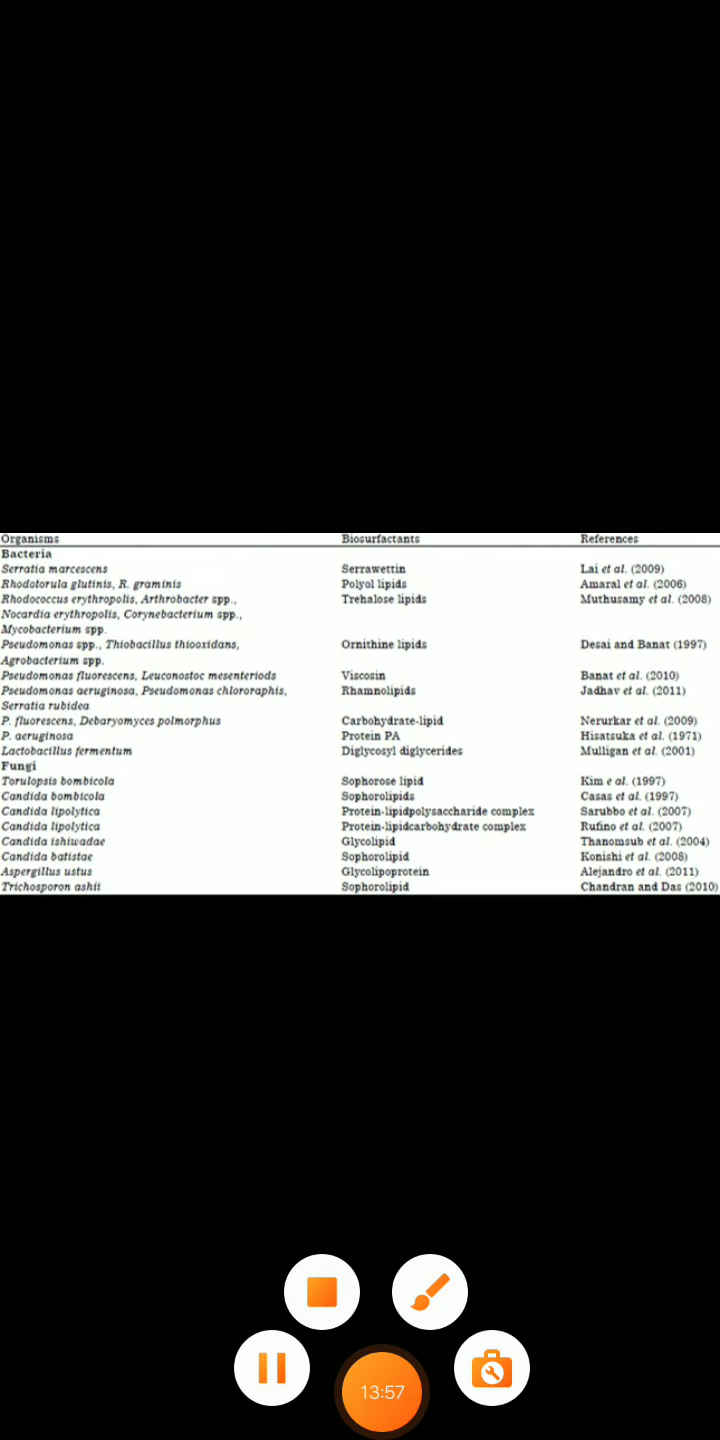 Organisms Biosurfactants References
Bacteria
Serratia marcescens Serrawettin Lai et al. (2009)
Rhodotorula glutinis, R. graminis Polyol lipids Amaral et al. (2006)
Rhodococcus erythropolis, Arthrobacter spp., Trehalose lipids Muthusamy et al. (2008)
Nocardia erythropolis, Corynebacterium spp.,
Mycobacterium spp.
Pseudomonas spp., Thiobacillus thiooxidans, Ornithine lipids Desai and Banat (1997)
Agrobacterium spp.
Pseudomonas fluorescens, Leuconostoc mesenteriods Viscosin Banat et al. (2010)
Pseudomonas aeruginosa, Pseudomonas chlororaphis, Rhamnolipids Jadhav et al. (2011)
Serratia rubidea
P. fluorescens, Debaryomyces polmorphus Carbohydrate-lipid Nerurkar et al. (2009)
P. aeruginosa Protein PA Hisatsuka et al. (1971)
Lactobacillus fermentum Diglycosyl diglycerides Mulligan et al. (2001)
Fungi
Torulopsis bombicola Sophorose lipid Kim e al. (1997)
Candida bombicola Sophorolipids Casas et al. (1997)
Candida lipolytica Protein-lipidpolysaccharide complex Sarubbo et al. (2007)
Candida lipolytica Protein-lipidcarbohydrate complex Rufino et al. (2007)
Candida ishiwadae Glycolipid Thanomsub et al. (2004)
Candida batistae Sophorolipid Konishi et al. (2008)
Aspergillus ustus Glycolipoprotein Alejandro et al. (2011)
Trichosporon ashii Sophorolipid Chandran and Das (2010)
13:57